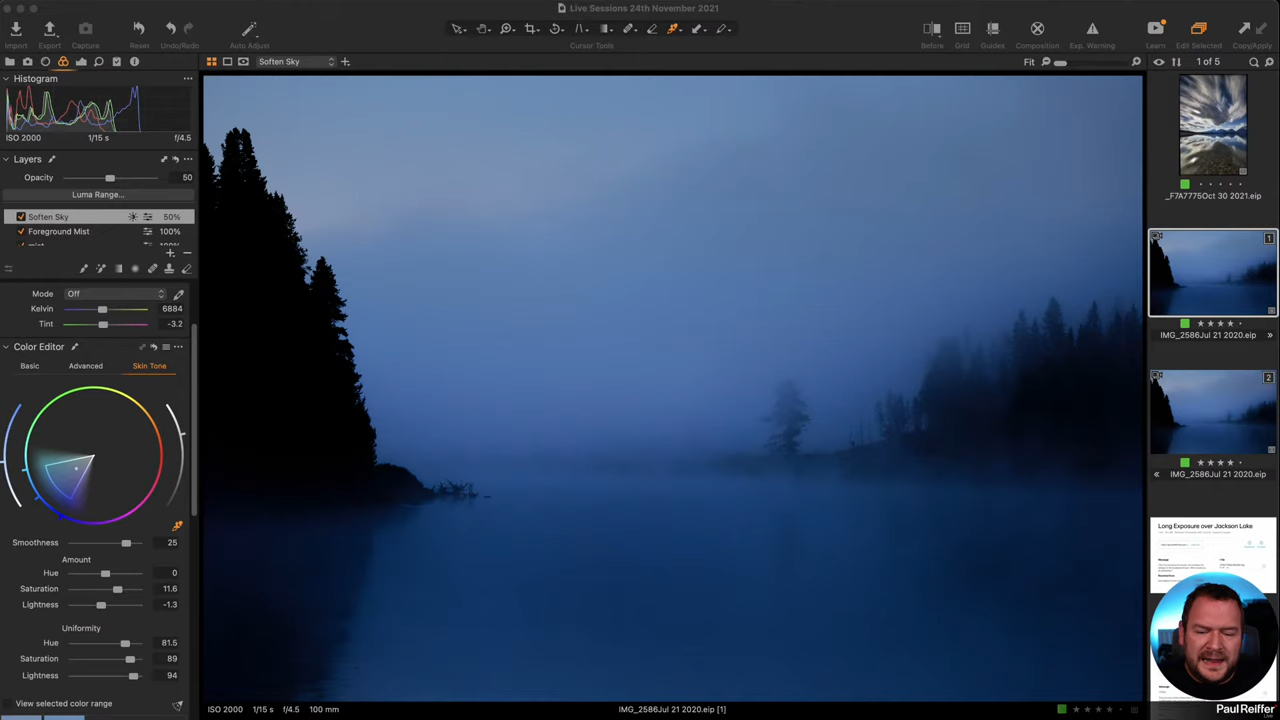 Live Sessions 24th November 2021
Import
Export
Capture
Reset
Undo/Redo
Auto Adjust
Cursor Tools
Before
Grid
Guides
Composition
Exp. Warning
Learn
Edit Selected
Copy/Apply
Soften Sky
Fit
1 of 5
Histogram
ISO 2000 1/15 s f/4.5
Layers
Opacity 50
Luma Range...
Soften Sky 50%
Foreground Mist 100%
mist 100%
Mode Off
Kelvin 6884
Tint -3.2
Color Editor
Basic Advanced Skin Tone
Smoothness 25
Amount
Hue 0
Saturation 11.6
Lightness -1.3
Uniformity
Hue 81.5
Saturation 89
Lightness 94
View selected color range
ISO 2000 1/15 s f/4.5 100 mm
IMG_2586Jul 21 2020.eip [1]
_F7A7775Oct 30 2021.eip
1
IMG_2586Jul 21 2020.eip
2
IMG_2586Jul 21 2020.eip
Long Exposure over Jackson Lake
Paul Reiffer
Live